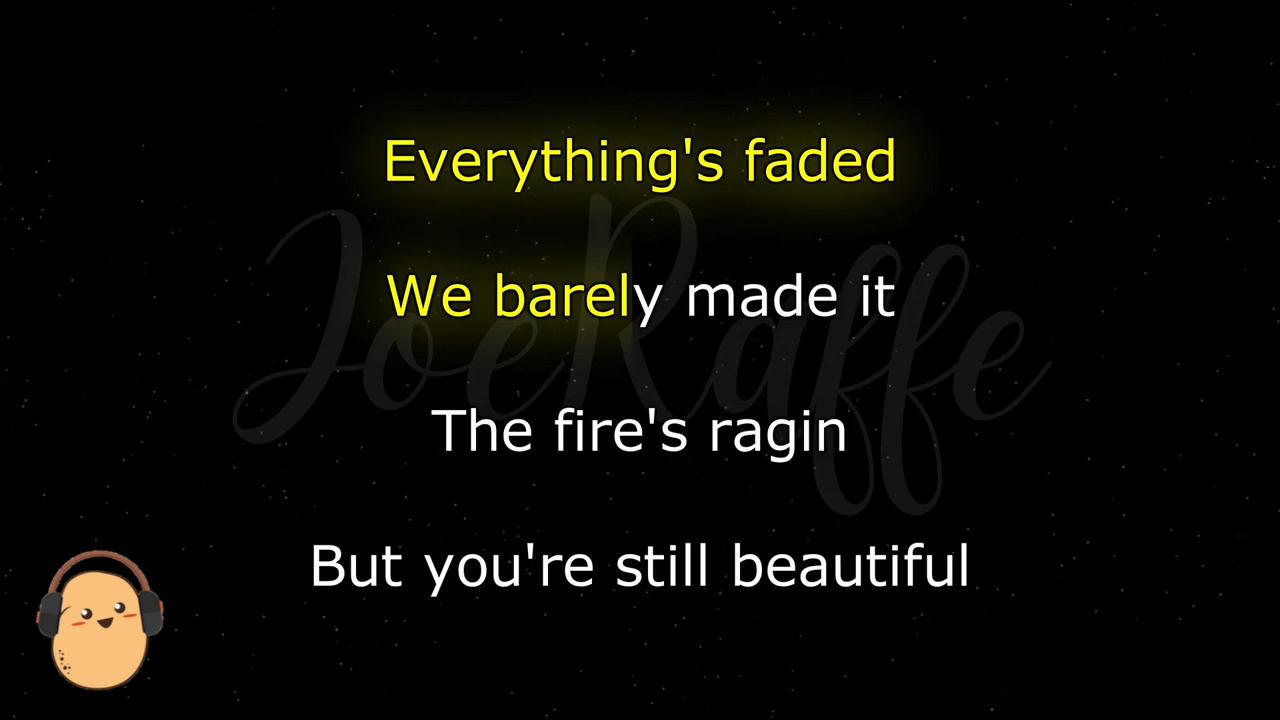 Everything's faded
We barely made it
The fire's ragin
But you're still beautiful
JoeRaffe